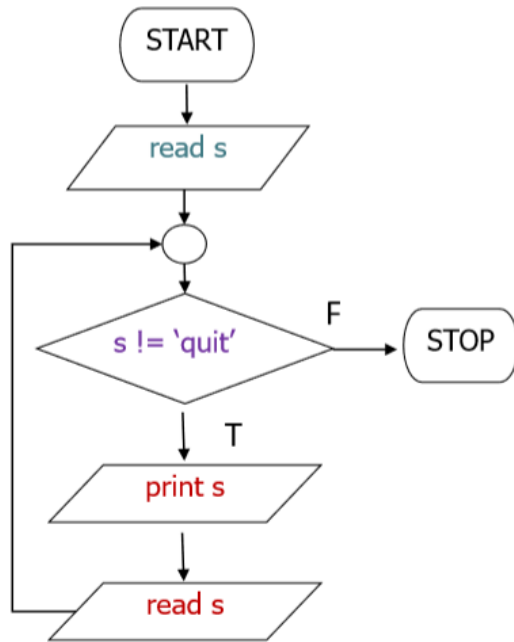 START
read s
s != ‘quit’
F
STOP
T
print s
read s